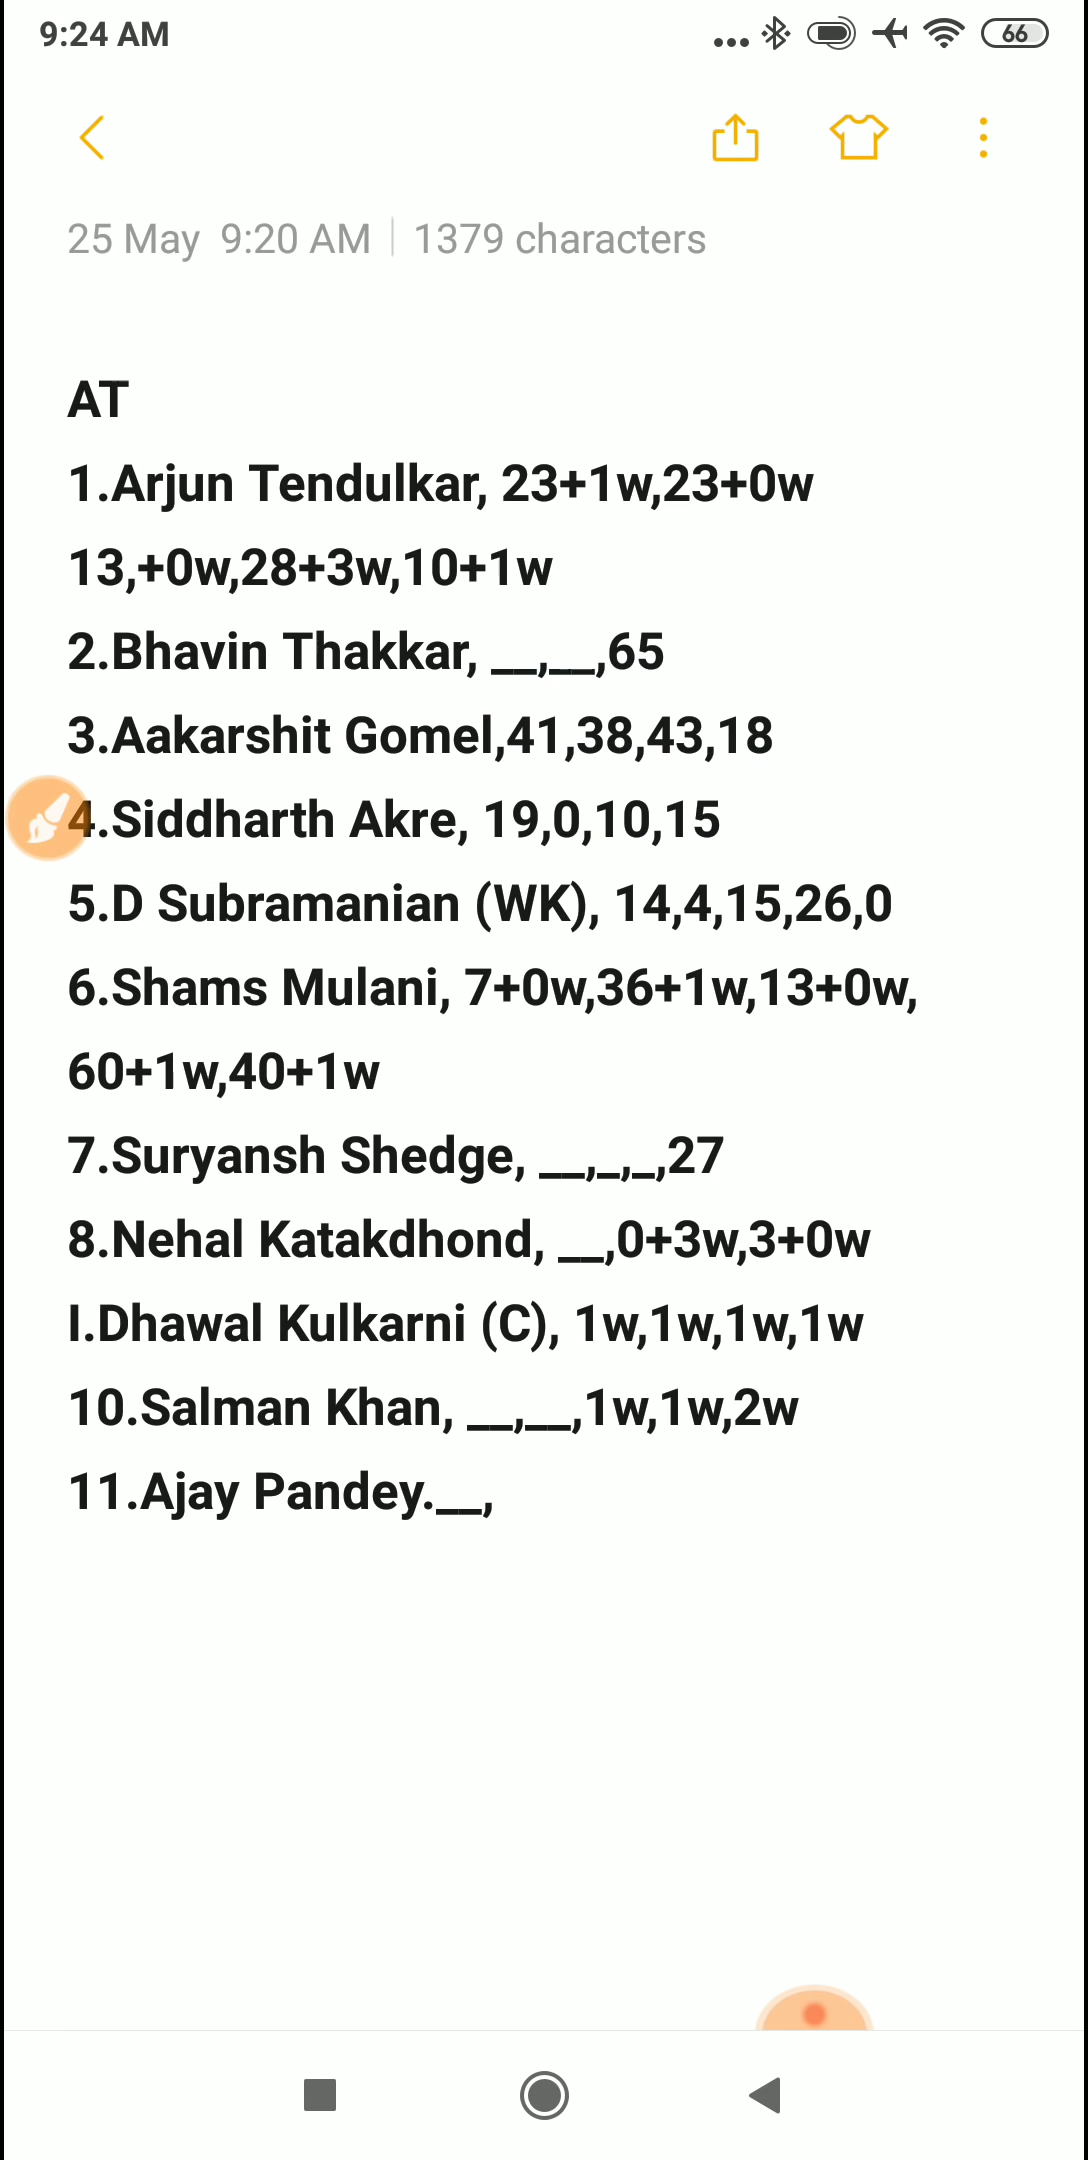 9:24 AM
66
25 May 9:20 AM | 1379 characters
AT
1.Arjun Tendulkar, 23+1w,23+0w
13,+0w,28+3w,10+1w
2.Bhavin Thakkar, __,__,65
3.Aakarshit Gomel,41,38,43,18
4.Siddharth Akre, 19,0,10,15
5.D Subramanian (WK), 14,4,15,26,0
6.Shams Mulani, 7+0w,36+1w,13+0w,
60+1w,40+1w
7.Suryansh Shedge, __,_,_,27
8.Nehal Katakdhond, __,0+3w,3+0w
I.Dhawal Kulkarni (C), 1w,1w,1w,1w
10.Salman Khan, __,__,1w,1w,2w
11.Ajay Pandey.__,